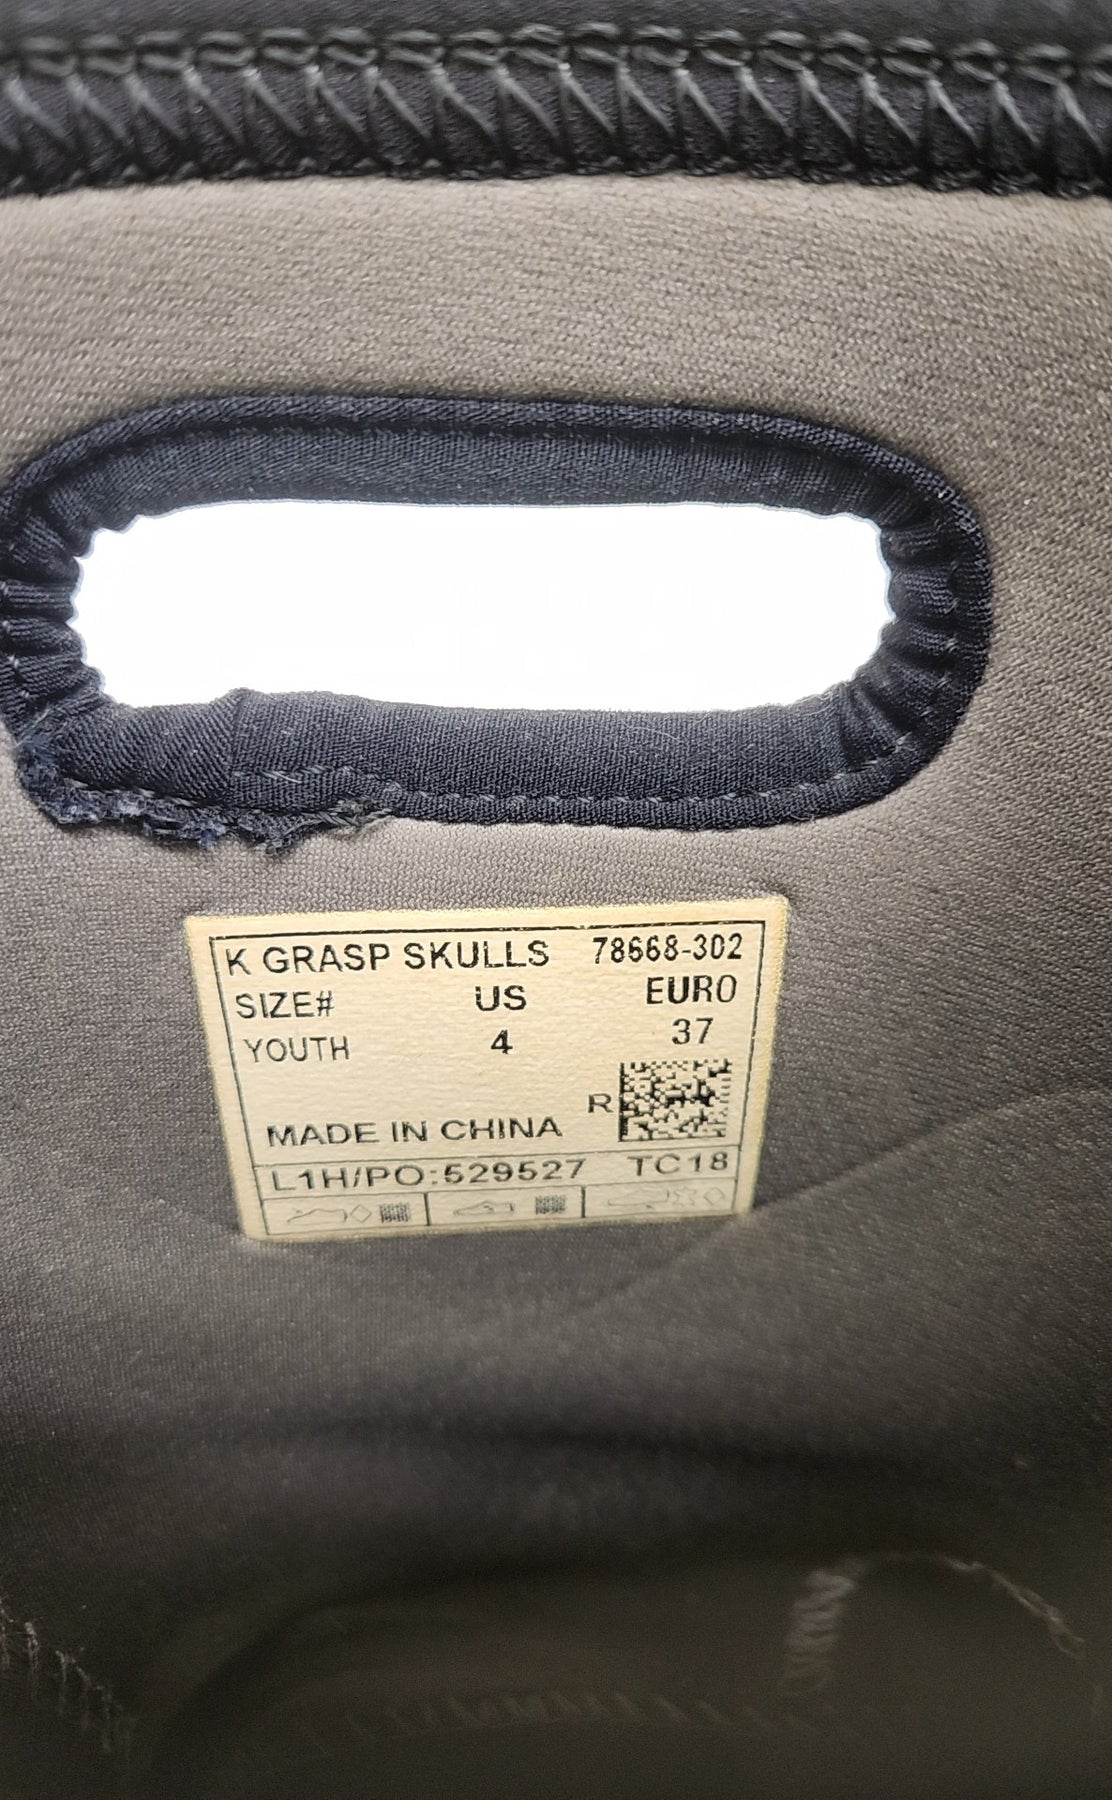 K GRASP SKULLS 78668-302
SIZE# US EURO
YOUTH 4 37
R
MADE IN CHINA
L1H/PO:529527 TC18